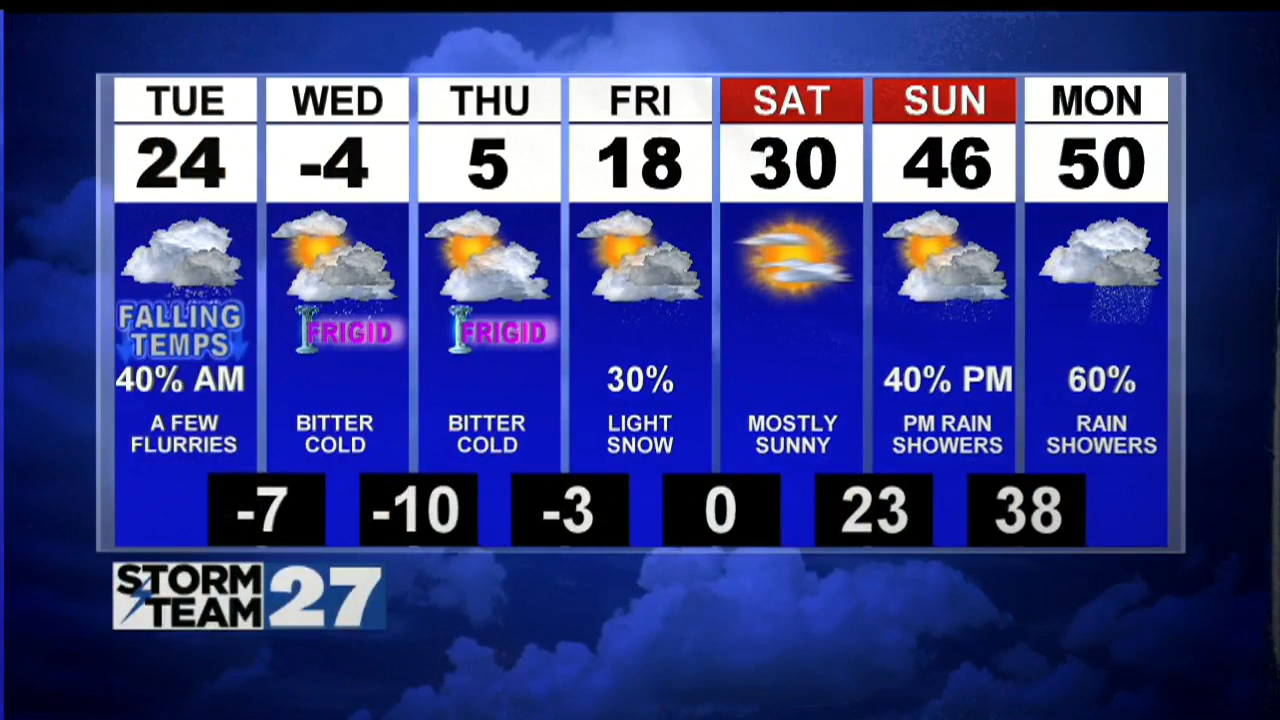 TUE WED THU FRI SAT SUN MON
24 -4 5 18 30 46 50
FALLING
TEMPS
FRIGID FRIGID
40% AM 30% 40% PM 60%
A FEW BITTER BITTER LIGHT MOSTLY PM RAIN RAIN
FLURRIES COLD COLD SNOW SUNNY SHOWERS SHOWERS
-7 -10 -3 0 23 38
STORM
TEAM
27